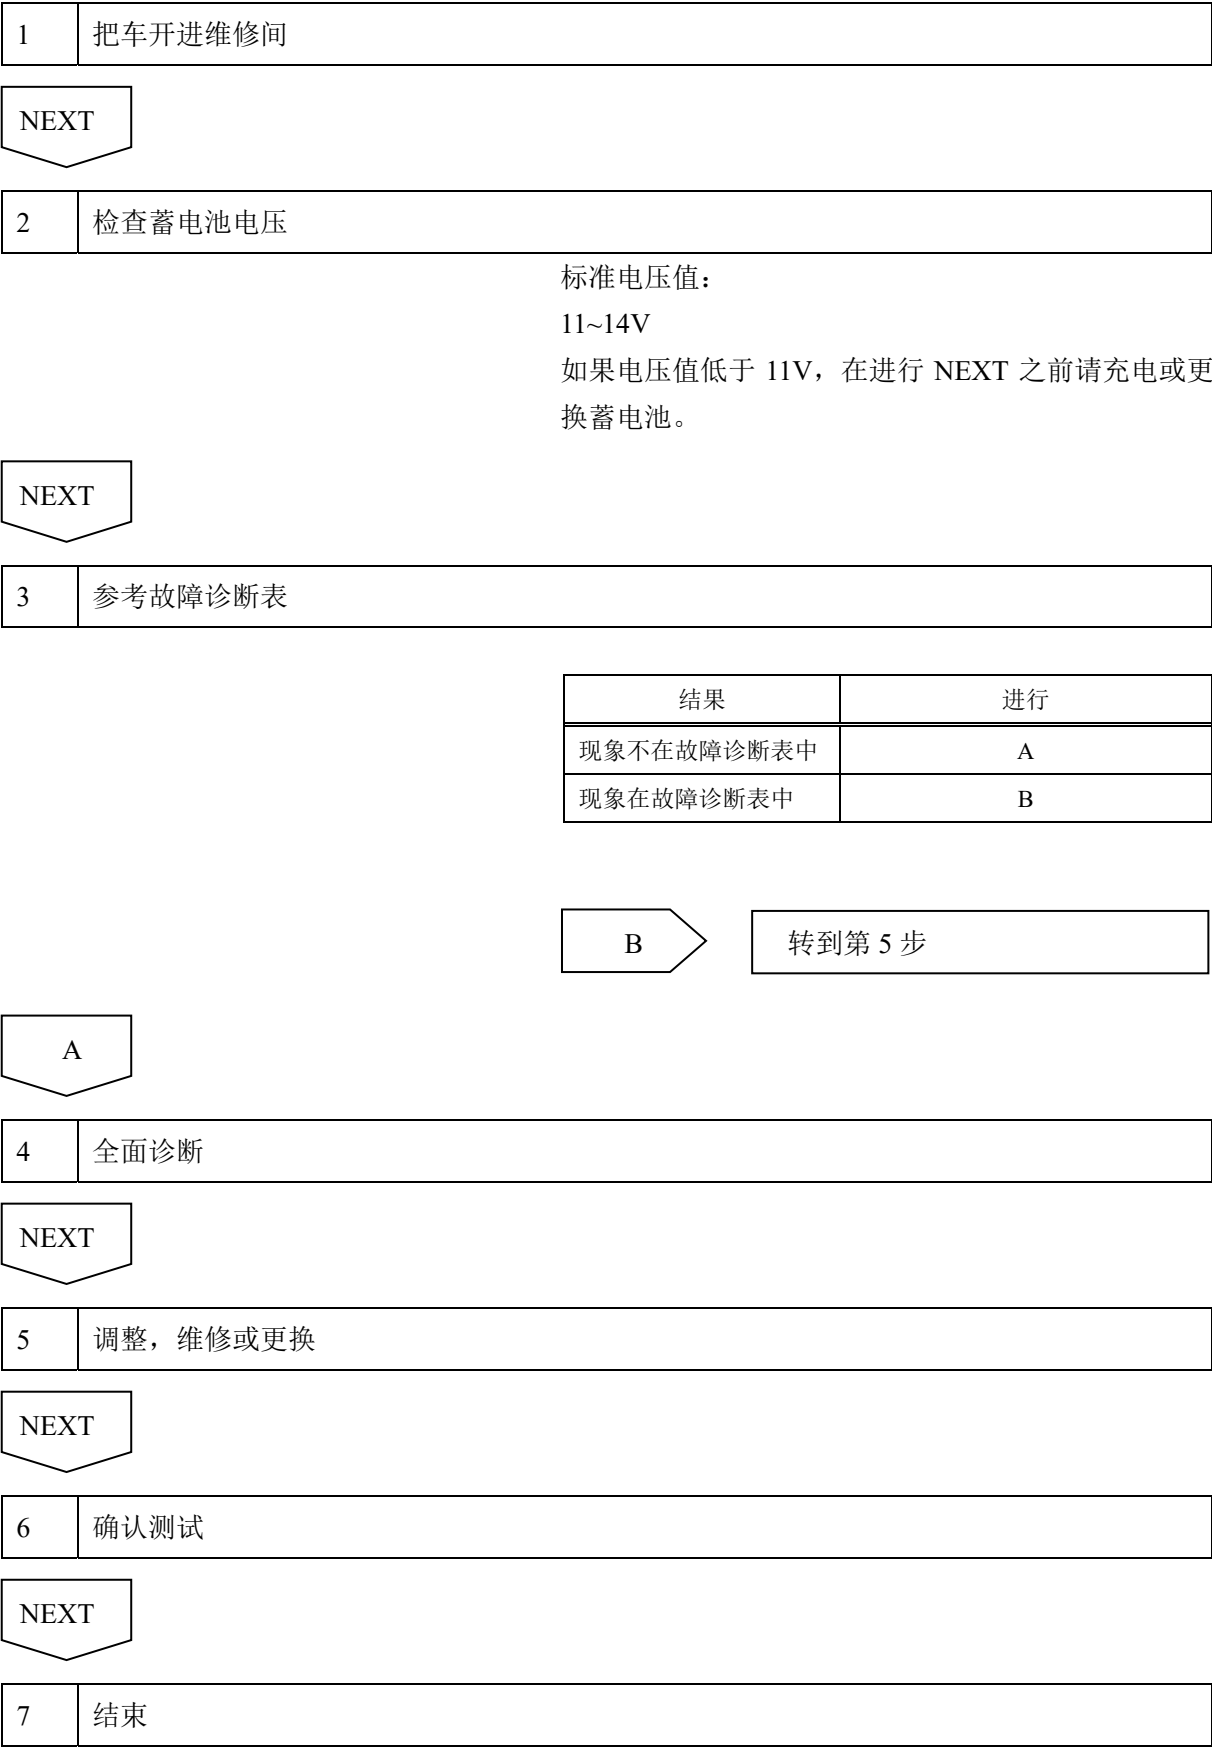 1 把车开进维修间
NEXT
2 检查蓄电池电压
标准电压值：
11~14V
如果电压值低于 11V，在进行 NEXT 之前请充电或更
换蓄电池。
NEXT
3 参考故障诊断表
结果 进行
现象不在故障诊断表中 A
现象在故障诊断表中 B
B 转到第 5 步
A
4 全面诊断
NEXT
5 调整，维修或更换
NEXT
6 确认测试
NEXT
7 结束